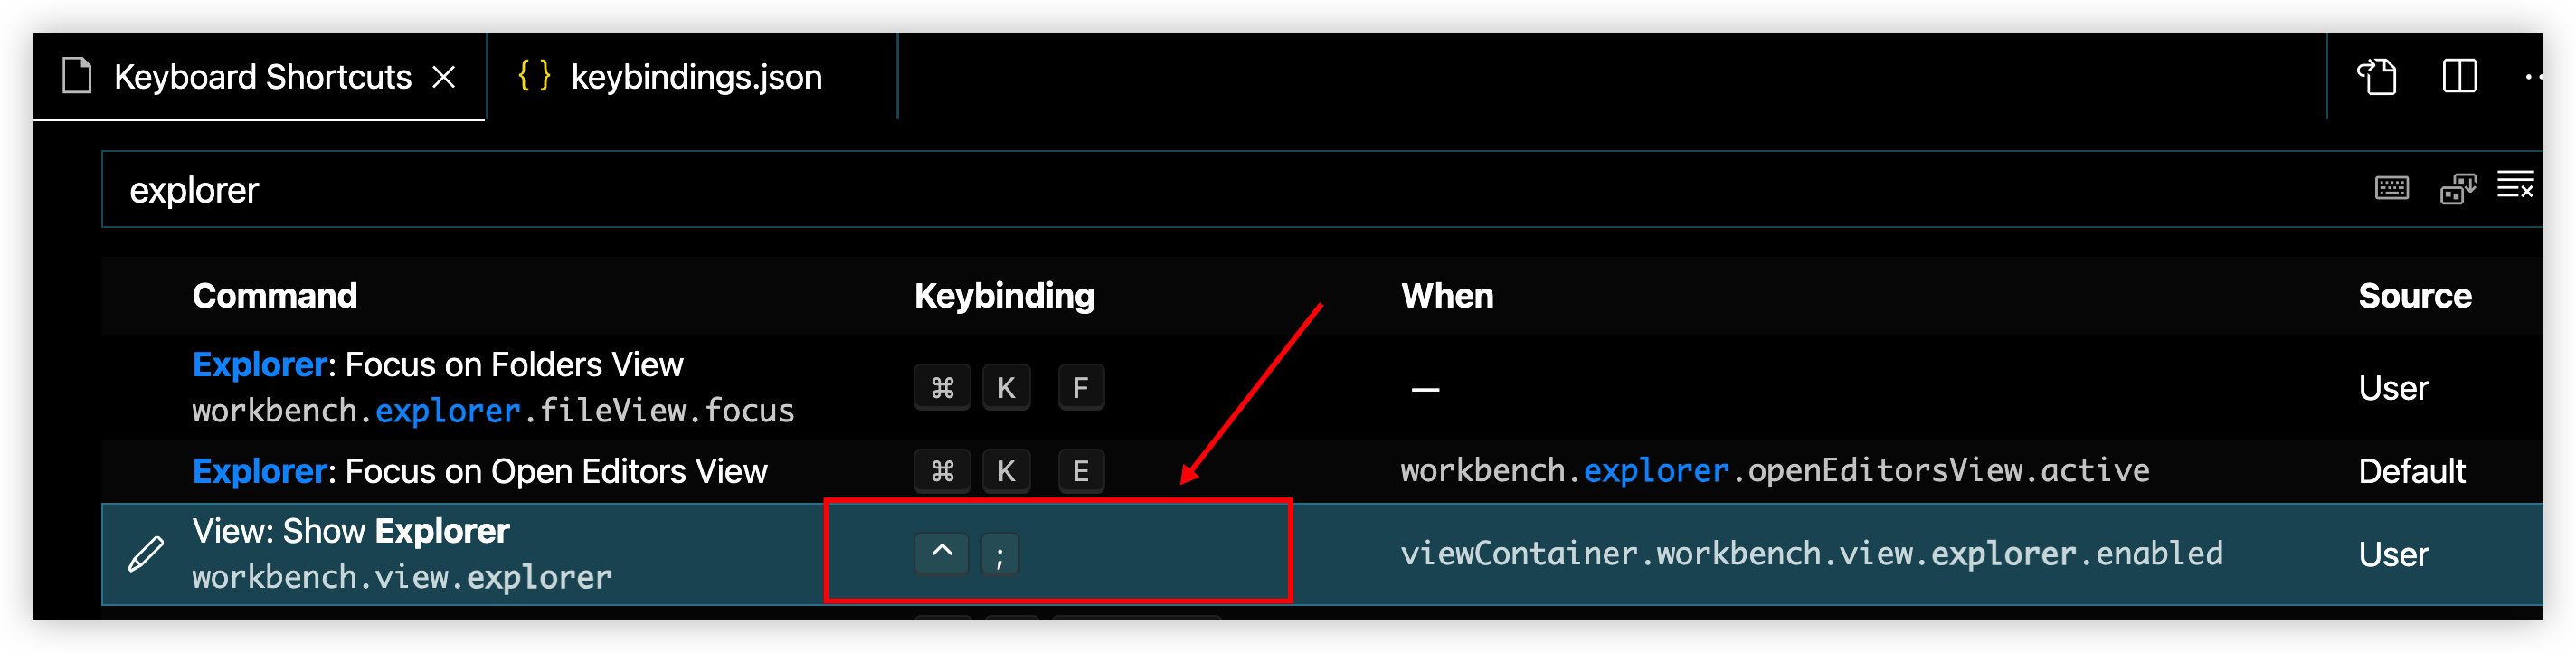 Keyboard Shortcuts
{ } keybindings.json
explorer
Command Keybinding When Source
Explorer: Focus on Folders View
workbench.explorer.fileView.focus
⌘ K F — User
Explorer: Focus on Open Editors View ⌘ K E workbench.explorer.openEditorsView.active Default
View: Show Explorer
workbench.view.explorer
^ ; viewContainer.workbench.view.explorer.enabled User